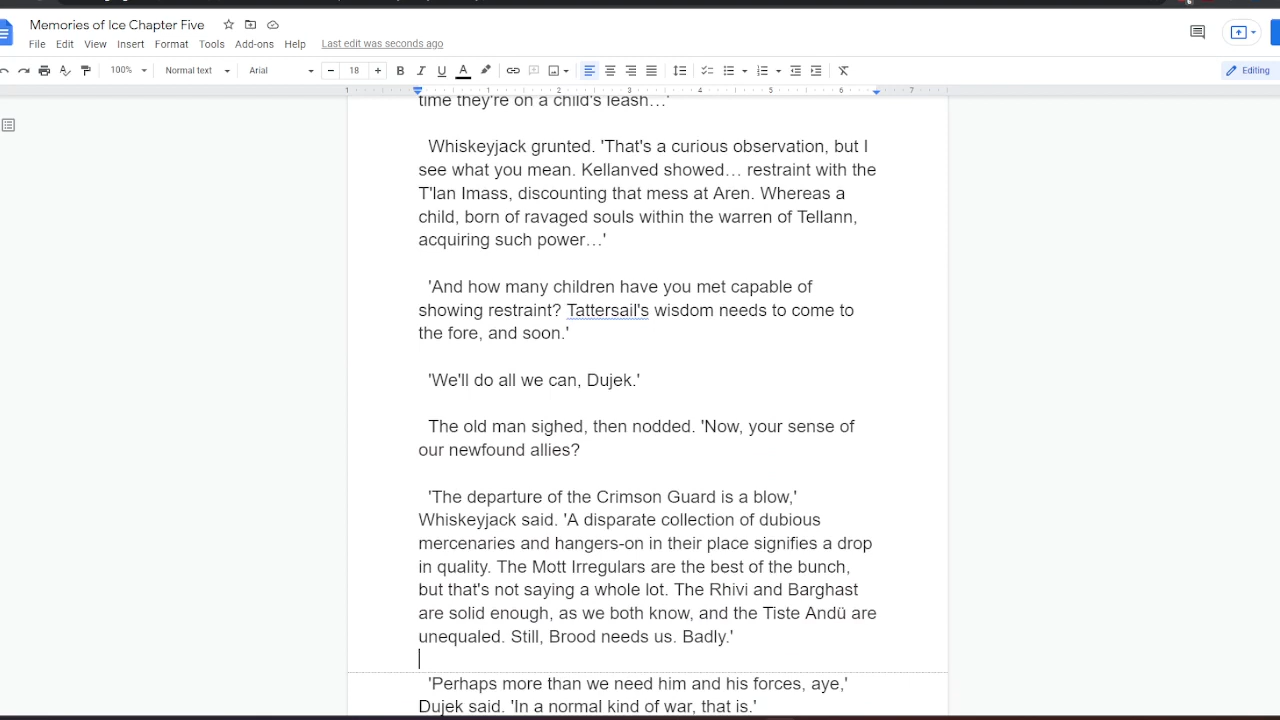 Memories of Ice Chapter Five
File Edit View Insert Format Tools Add-ons Help Last edit was seconds ago
100% Normal text Arial 18 B I U A Editing
1 1 2 3 4 5 6 7
time they're on a child's leash…'
Whiskeyjack grunted. 'That's a curious observation, but I
see what you mean. Kellanved showed… restraint with the
T'lan Imass, discounting that mess at Aren. Whereas a
child, born of ravaged souls within the warren of Tellann,
acquiring such power…'
'And how many children have you met capable of
showing restraint? Tattersail's wisdom needs to come to
the fore, and soon.'
'We'll do all we can, Dujek.'
The old man sighed, then nodded. 'Now, your sense of
our newfound allies?
'The departure of the Crimson Guard is a blow,'
Whiskeyjack said. 'A disparate collection of dubious
mercenaries and hangers-on in their place signifies a drop
in quality. The Mott Irregulars are the best of the bunch,
but that's not saying a whole lot. The Rhivi and Barghast
are solid enough, as we both know, and the Tiste Andü are
unequaled. Still, Brood needs us. Badly.'
'Perhaps more than we need him and his forces, aye,'
Dujek said. 'In a normal kind of war, that is.'